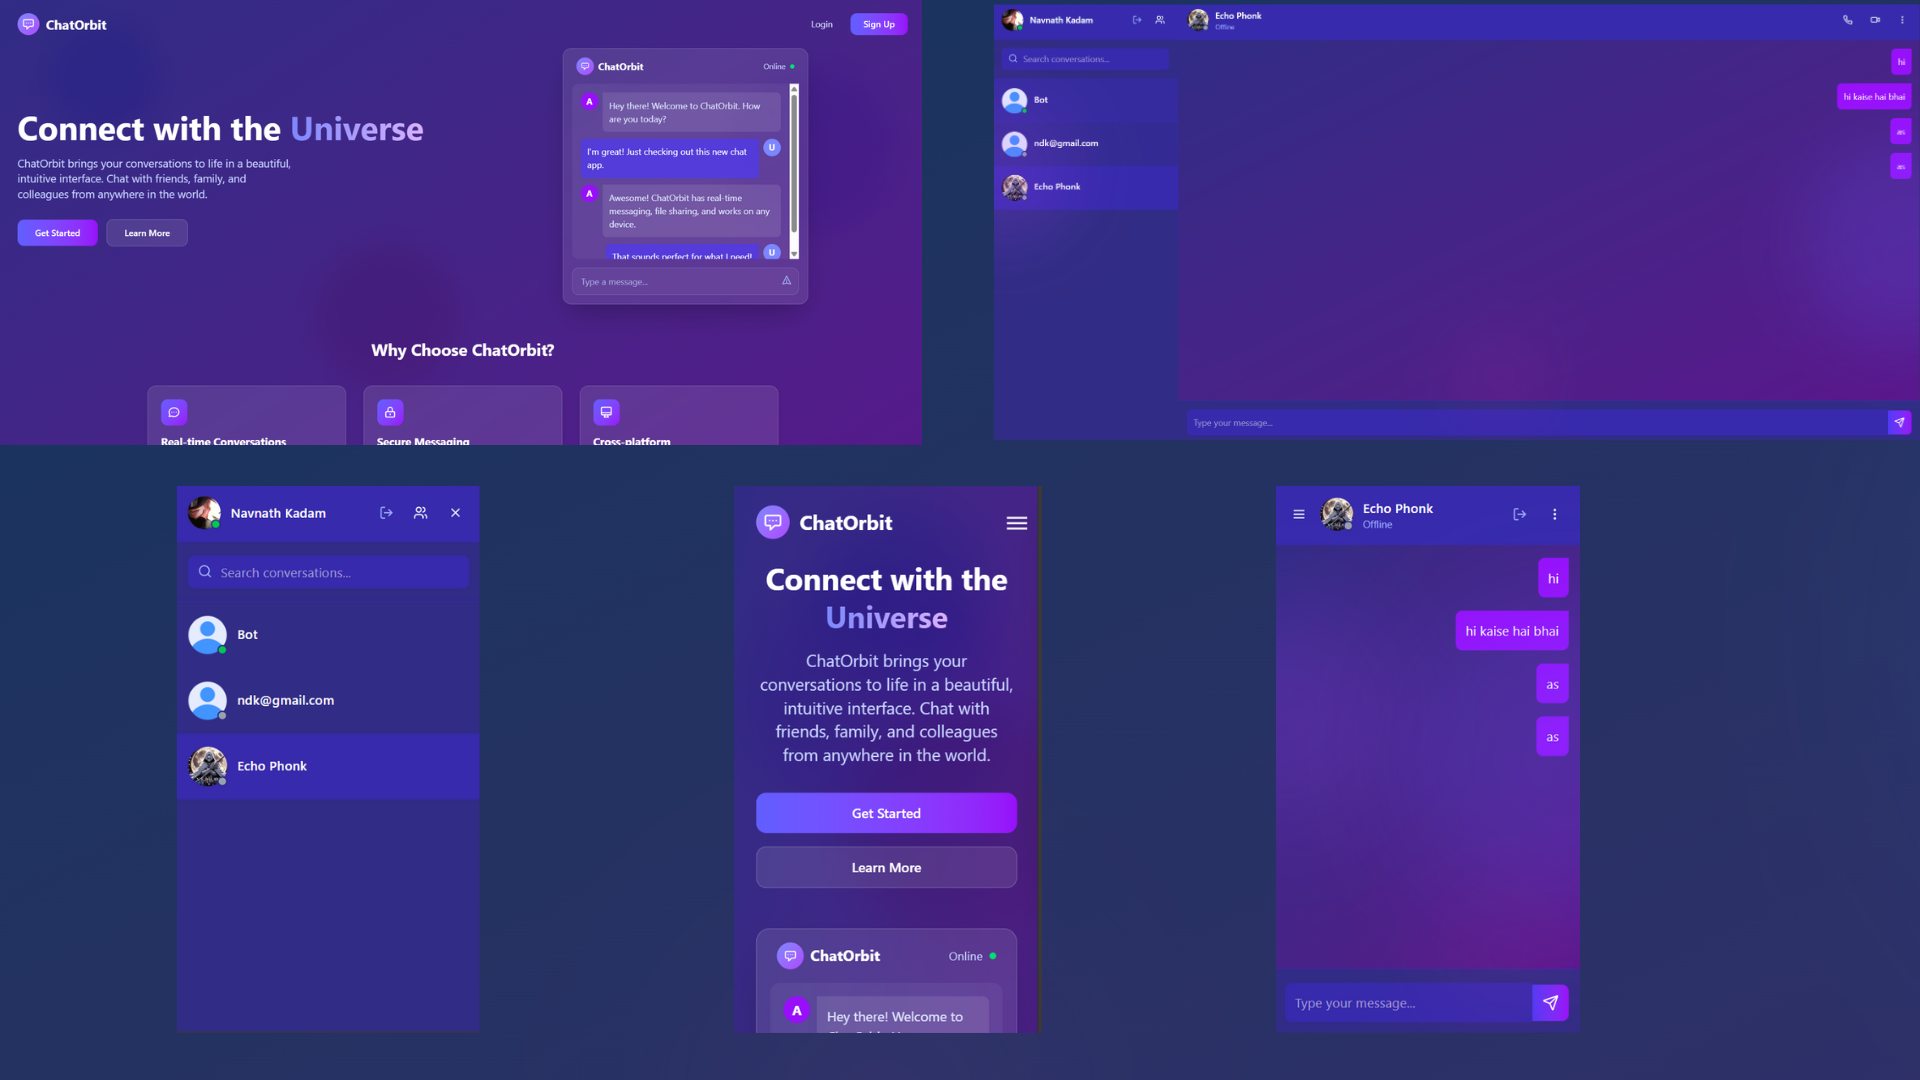 ChatOrbit
Login
Sign Up
Connect with the Universe
ChatOrbit brings your conversations to life in a beautiful,
intuitive interface. Chat with friends, family, and
colleagues from anywhere in the world.
Get Started
Learn More
ChatOrbit
Online
A
Hey there! Welcome to ChatOrbit. How
are you today?
I'm great! Just checking out this new chat
app.
U
A
Awesome! ChatOrbit has real-time
messaging, file sharing, and works on any
device.
That sounds perfect for what I need!
U
Type a message...
Why Choose ChatOrbit?
Real-time Conversations
Secure Messaging
Cross-platform
Navnath Kadam
Search conversations...
Bot
ndk@gmail.com
Echo Phonk
Echo Phonk
Offline
hi
hi kaise hai bhai
as
as
Type your message...
Navnath Kadam
Search conversations...
Bot
ndk@gmail.com
Echo Phonk
ChatOrbit
Connect with the
Universe
ChatOrbit brings your
conversations to life in a beautiful,
intuitive interface. Chat with
friends, family, and colleagues
from anywhere in the world.
Get Started
Learn More
ChatOrbit
Online
A
Hey there! Welcome to
Echo Phonk
Offline
hi
hi kaise hai bhai
as
as
Type your message...